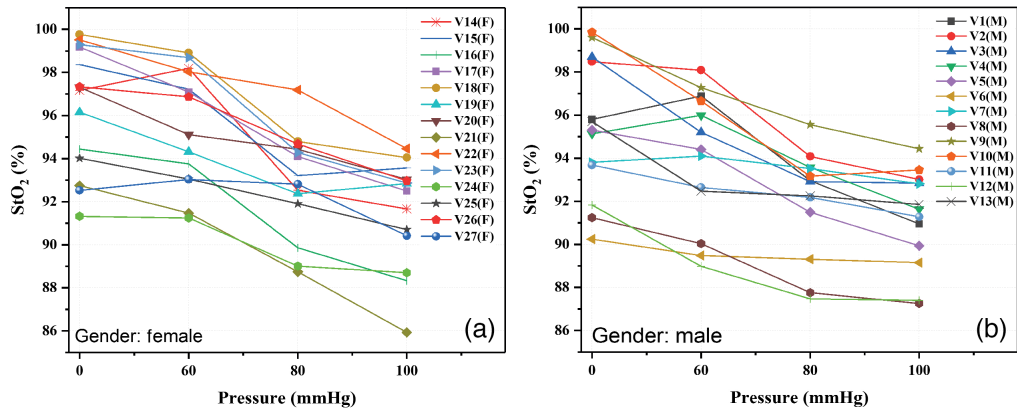 100
98
96
94
92
90
88
86
StO₂ (%)
0
60
80
100
Pressure (mmHg)
Gender: female
(a)
V14(F)
V15(F)
V16(F)
V17(F)
V18(F)
V19(F)
V20(F)
V21(F)
V22(F)
V23(F)
V24(F)
V25(F)
V26(F)
V27(F)
100
98
96
94
92
90
88
86
StO₂ (%)
0
60
80
100
Pressure (mmHg)
Gender: male
(b)
V1(M)
V2(M)
V3(M)
V4(M)
V5(M)
V6(M)
V7(M)
V8(M)
V9(M)
V10(M)
V11(M)
V12(M)
V13(M)